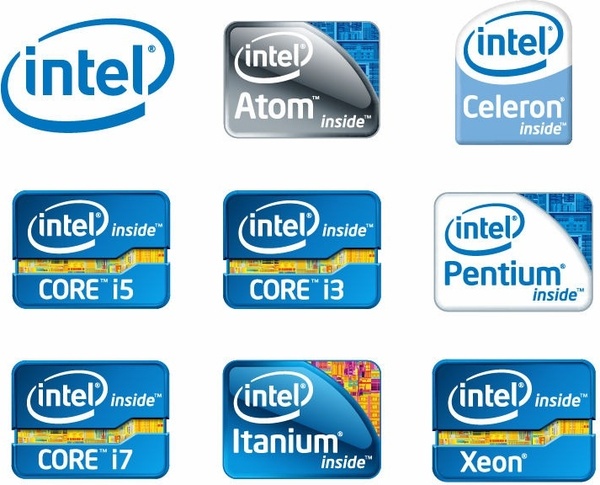 intel®
intel®
Atom™
inside™
intel®
Celeron®
inside™
intel® inside™
CORE™ i5
intel® inside™
CORE™ i3
intel®
Pentium®
inside™
intel® inside™
CORE™ i7
intel®
Itanium®
inside™
intel® inside™
Xeon®